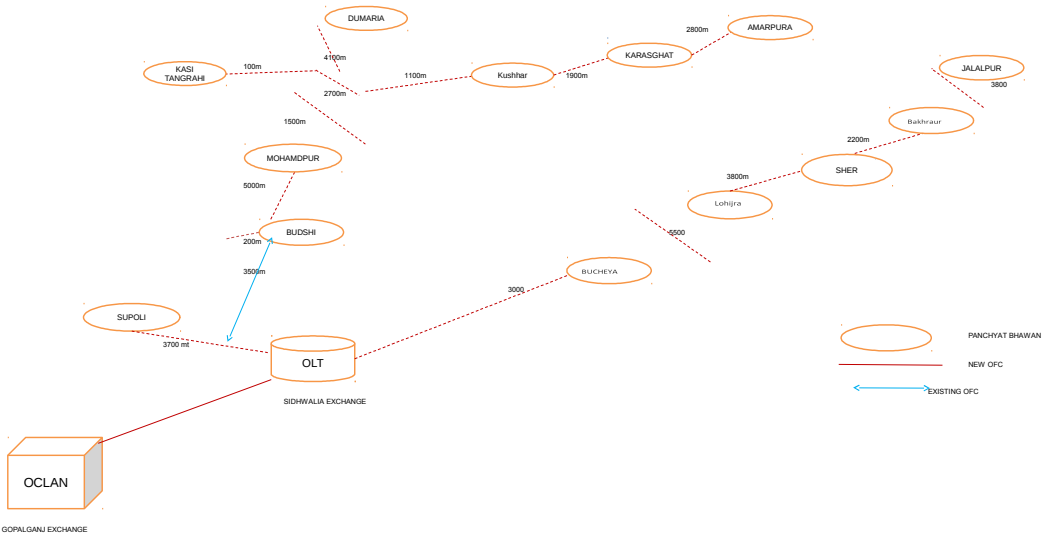 DUMARIA
AMARPURA
2800m
KARASGHAT
4100m
100m
KASI
TANGRAHI
1100m
Kushhar
1900m
JALALPUR
3800
2700m
1500m
Bakhraur
2200m
MOHAMDPUR
SHER
3800m
5000m
Lohijra
BUDSHI
5500
200m
3500m
BUCHEYA
3000
SUPOLI
3700 mt
PANCHYAT BHAWAN
OLT
NEW OFC
EXISTING OFC
SIDHWALIA EXCHANGE
OCLAN
GOPALGANJ EXCHANGE